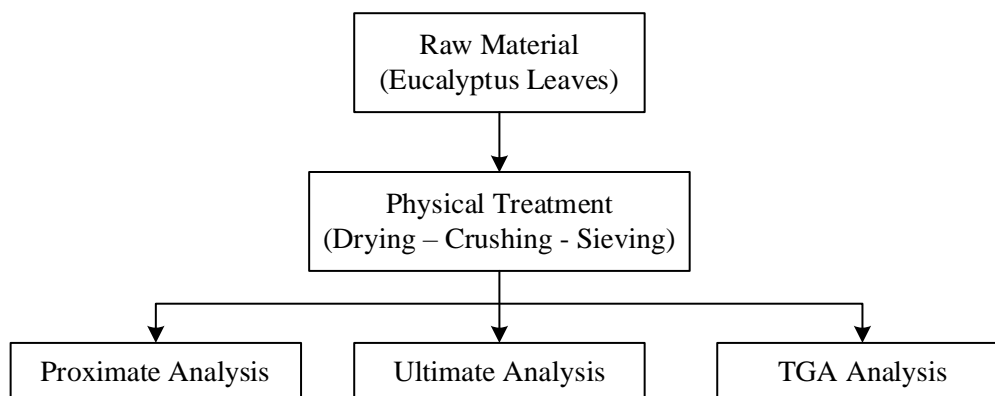 Raw Material
(Eucalyptus Leaves)
Physical Treatment
(Drying – Crushing - Sieving)
Proximate Analysis
Ultimate Analysis
TGA Analysis